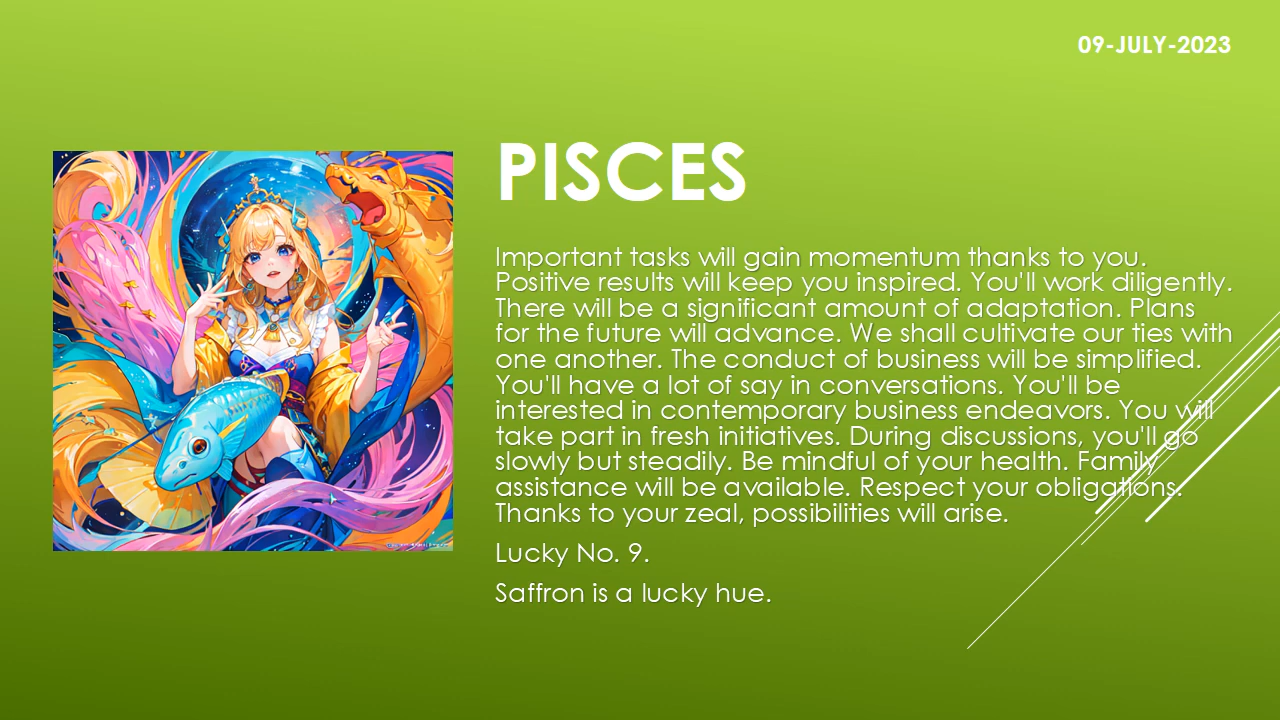 09-JULY-2023
PISCES
Important tasks will gain momentum thanks to you.
Positive results will keep you inspired. You'll work diligently.
There will be a significant amount of adaptation. Plans
for the future will advance. We shall cultivate our ties with
one another. The conduct of business will be simplified.
You'll have a lot of say in conversations. You'll be
interested in contemporary business endeavors. You will
take part in fresh initiatives. During discussions, you'll go
slowly but steadily. Be mindful of your health. Family
assistance will be available. Respect your obligations.
Thanks to your zeal, possibilities will arise.
Lucky No. 9.
Saffron is a lucky hue.